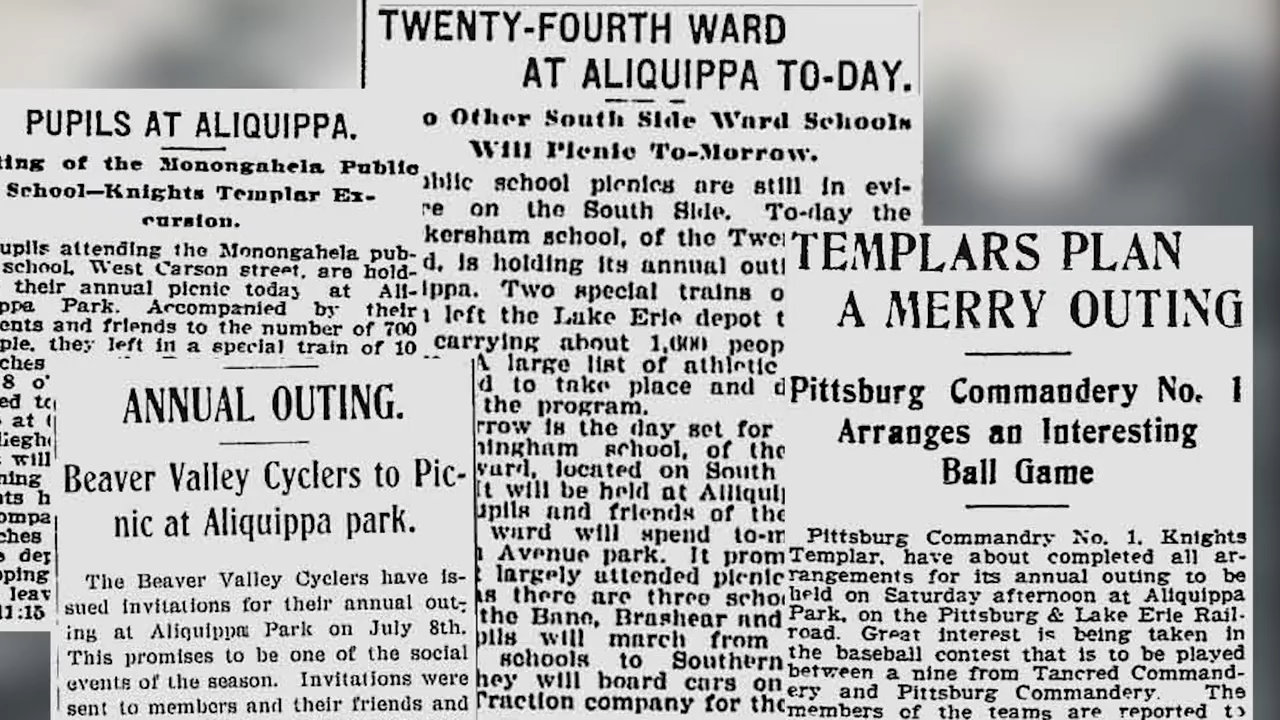 TWENTY-FOURTH WARD
AT ALIQUIPPA TO-DAY.
o Other South Side Ward Schools
Will Picnic To-Morrow.
ublic school picnics are still in evi-
re on the South Side. To-day the
kersham school, of the Twe
d, is holding its annual outi
ippa. Two special trains o
left the Lake Erie depot t
carrying about 1,000 peop
A large list of athletic
d to take place and d
the program.
rrow is the day set for
ningham school, of the
ward, located on South
It will be held at Aliqui
upils and friends of the
ward will spend to-m
Avenue park. It prom
largely attended picnic
as there are three scho
the Bane, Brashear and
pils will march from
schools to Southern
hey will board cars on
Traction company for the
PUPILS AT ALIQUIPPA.
ting of the Monongahela Public
School—Knights Templar Ex-
cursion.
upils attending the Monongahela pub-
school, West Carson street, are hold-
their annual picnic today at Ali-
ppa Park. Accompanied by their
ents and friends to the number of 700
ple, they left in a special train of 10
ches
8 o'
ed to
at
liegh
will
ning
ts h
ompa
ches
dep
pping
leav
11:15
ANNUAL OUTING.
Beaver Valley Cyclers to Pic-
nic at Aliquippa park.
The Beaver Valley Cyclers have is-
sued invitations for their annual out-
ing at Aliquippa Park on July 8th.
This promises to be one of the social
events of the season. Invitations were
sent to members and their friends and
TEMPLARS PLAN
A MERRY OUTING
Pittsburg Commandery No. 1
Arranges an Interesting
Ball Game
Pittsburg Commandry No. 1, Knights
Templar, have about completed all ar-
rangements for its annual outing to be
held on Saturday afternoon at Aliquippa
Park, on the Pittsburg & Lake Erie Rail-
road. Great interest is being taken in
the baseball contest that is to be played
between a nine from Tancred Command-
ery and Pittsburg Commandery. The
members of the teams are reported to